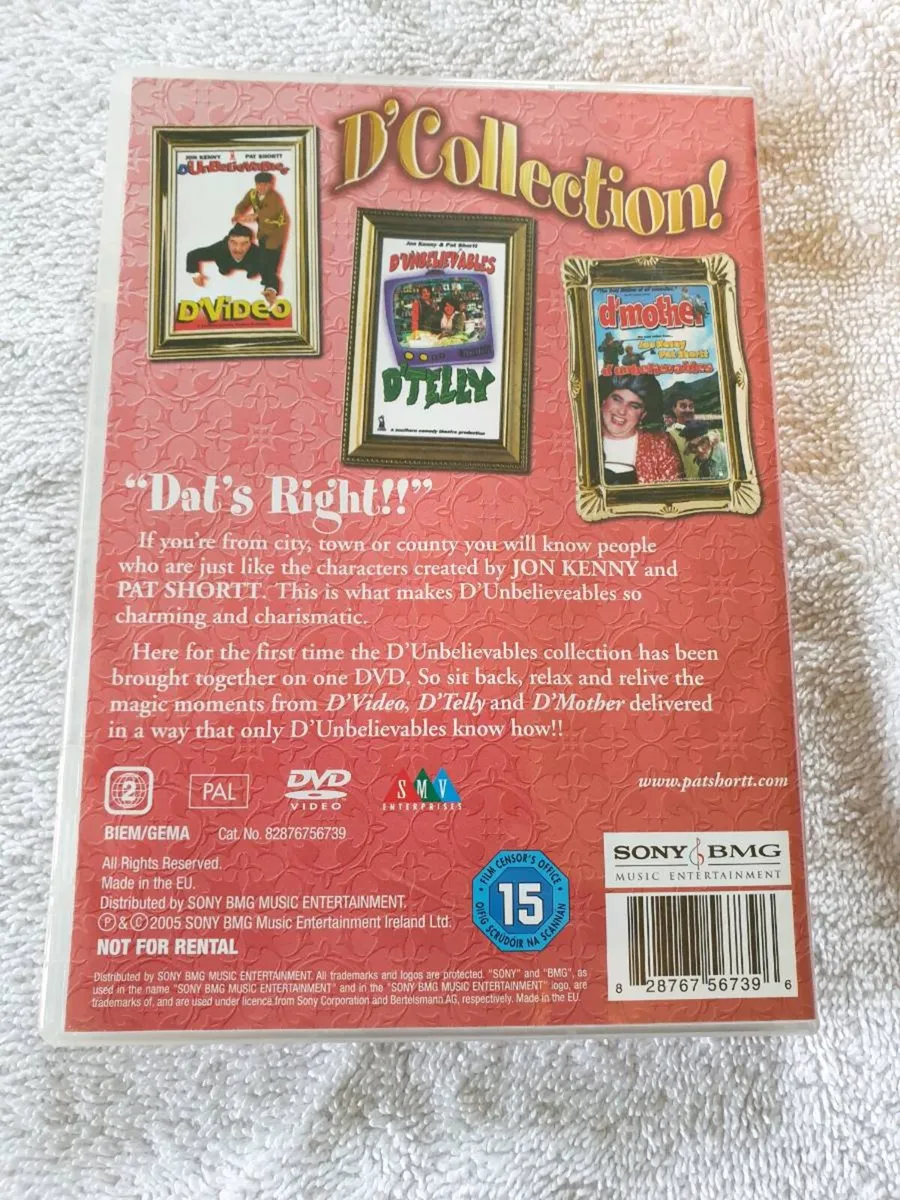 D'Collection!
JON KENNY & PAT SHORTT
D'UNBELIEVABLES
D'VIDEO
Jon Kenny & Pat Shortt
D'UNBELIEVABLES
D'TELLY
a southern comedy theatre production
d'mother
Jon Kenny
Pat Shortt
d'unbelievables
“Dat's Right!!”
If you're from city, town or county you will know people
who are just like the characters created by JON KENNY and
PAT SHORTT. This is what makes D'Unbelieveables so
charming and charismatic.
Here for the first time the D'Unbelievables collection has been
brought together on one DVD. So sit back, relax and relive the
magic moments from D'Video, D'Telly and D'Mother delivered
in a way that only D'Unbelievables know how!!
2
PAL
DVD
VIDEO
SMV
ENTERPRISES
www.patshortt.com
BIEM/GEMA Cat. No. 82876756739
All Rights Reserved.
Made in the EU.
Distributed by SONY BMG MUSIC ENTERTAINMENT.
Ⓟ & © 2005 SONY BMG Music Entertainment Ireland Ltd.
NOT FOR RENTAL
FILM CENSOR'S OFFICE
15
OIFIG SCRÚDÓIR NA SCANNÁN
SONY BMG
MUSIC ENTERTAINMENT
8 28767 56739 6
Distributed by SONY BMG MUSIC ENTERTAINMENT. All trademarks and logos are protected. "SONY" and "BMG", as
used in the name "SONY BMG MUSIC ENTERTAINMENT" and in the "SONY BMG MUSIC ENTERTAINMENT" logo, are
trademarks of, and are used under licence from Sony Corporation and Bertelsmann AG, respectively. Made in the EU.